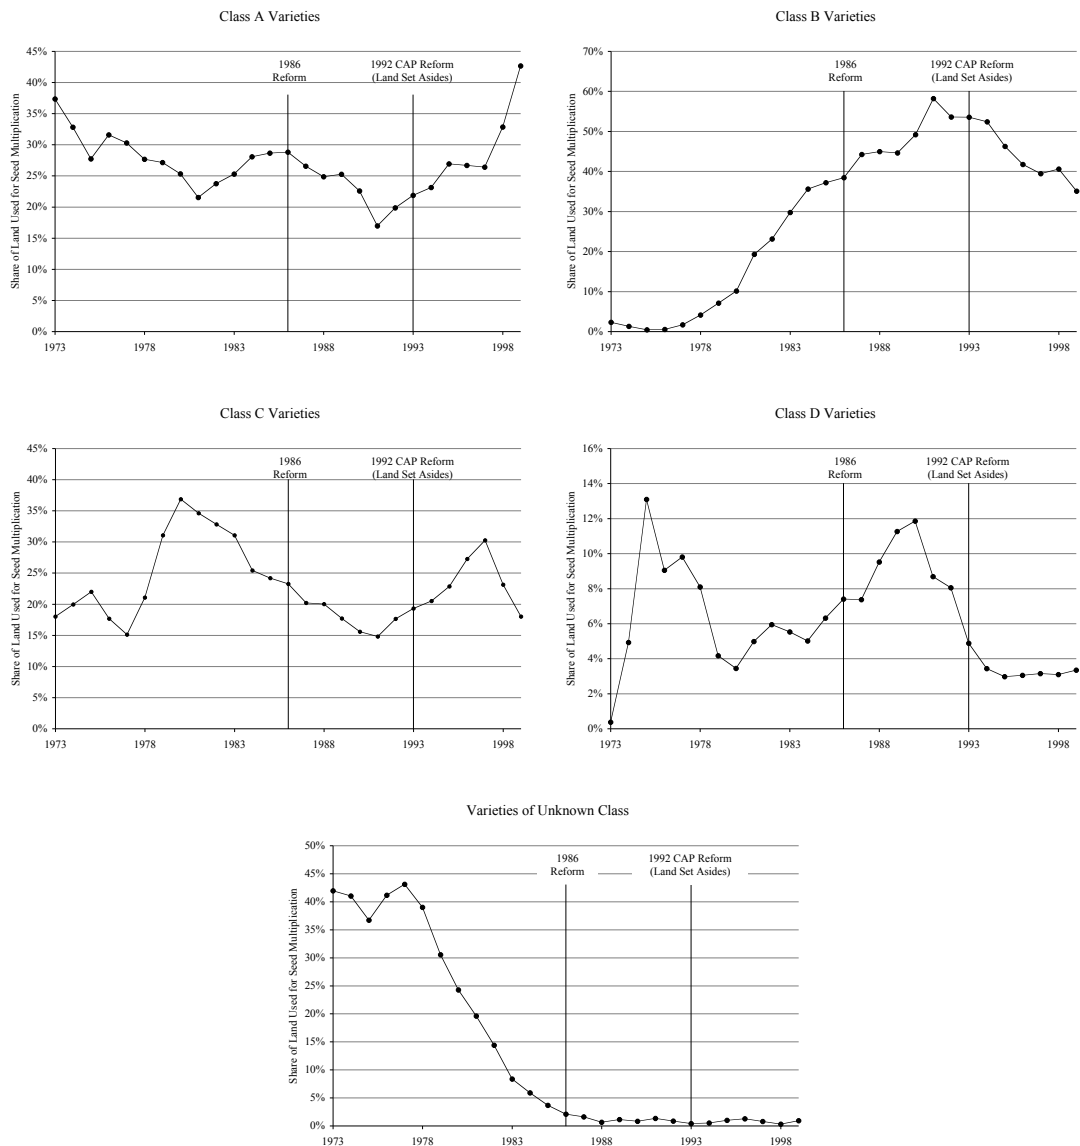 Class A Varieties
Share of Land Used for Seed Multiplication
45%
40%
35%
30%
25%
20%
15%
10%
5%
0%
1986
Reform
1992 CAP Reform
(Land Set Asides)
1973 1978 1983 1988 1993 1998
Class B Varieties
Share of Land Used for Seed Multiplication
70%
60%
50%
40%
30%
20%
10%
0%
1986
Reform
1992 CAP Reform
(Land Set Asides)
1973 1978 1983 1988 1993 1998
Class C Varieties
Share of Land Used for Seed Multiplication
45%
40%
35%
30%
25%
20%
15%
10%
5%
0%
1986
Reform
1992 CAP Reform
(Land Set Asides)
1973 1978 1983 1988 1993 1998
Class D Varieties
Share of Land Used for Seed Multiplication
16%
14%
12%
10%
8%
6%
4%
2%
0%
1986
Reform
1992 CAP Reform
(Land Set Asides)
1973 1978 1983 1988 1993 1998
Varieties of Unknown Class
Share of Land Used for Seed Multiplication
50%
45%
40%
35%
30%
25%
20%
15%
10%
5%
0%
1986
Reform
1992 CAP Reform
(Land Set Asides)
1973 1978 1983 1988 1993 1998